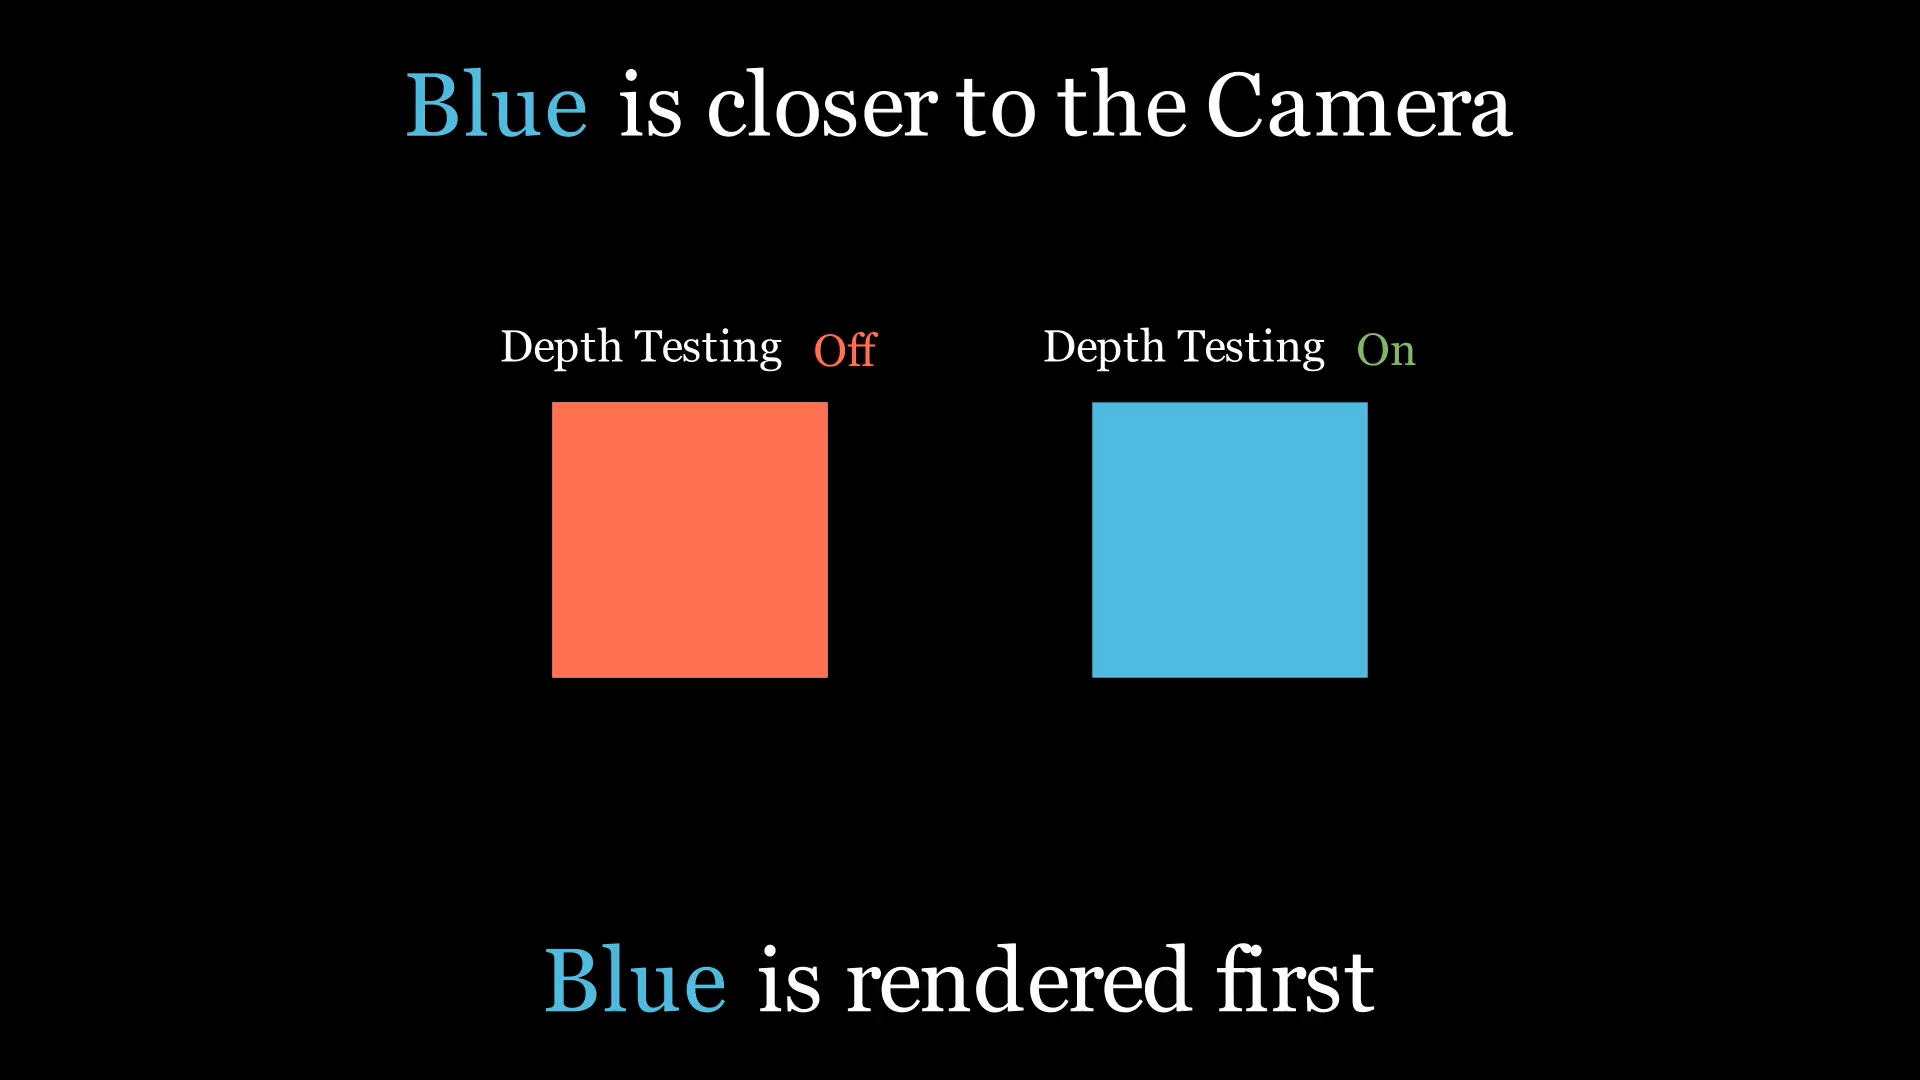 Blue is closer to the Camera
Depth Testing Off
Depth Testing On
Blue is rendered first